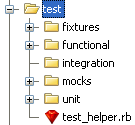 test
fixtures
functional
integration
mocks
unit
test_helper.rb